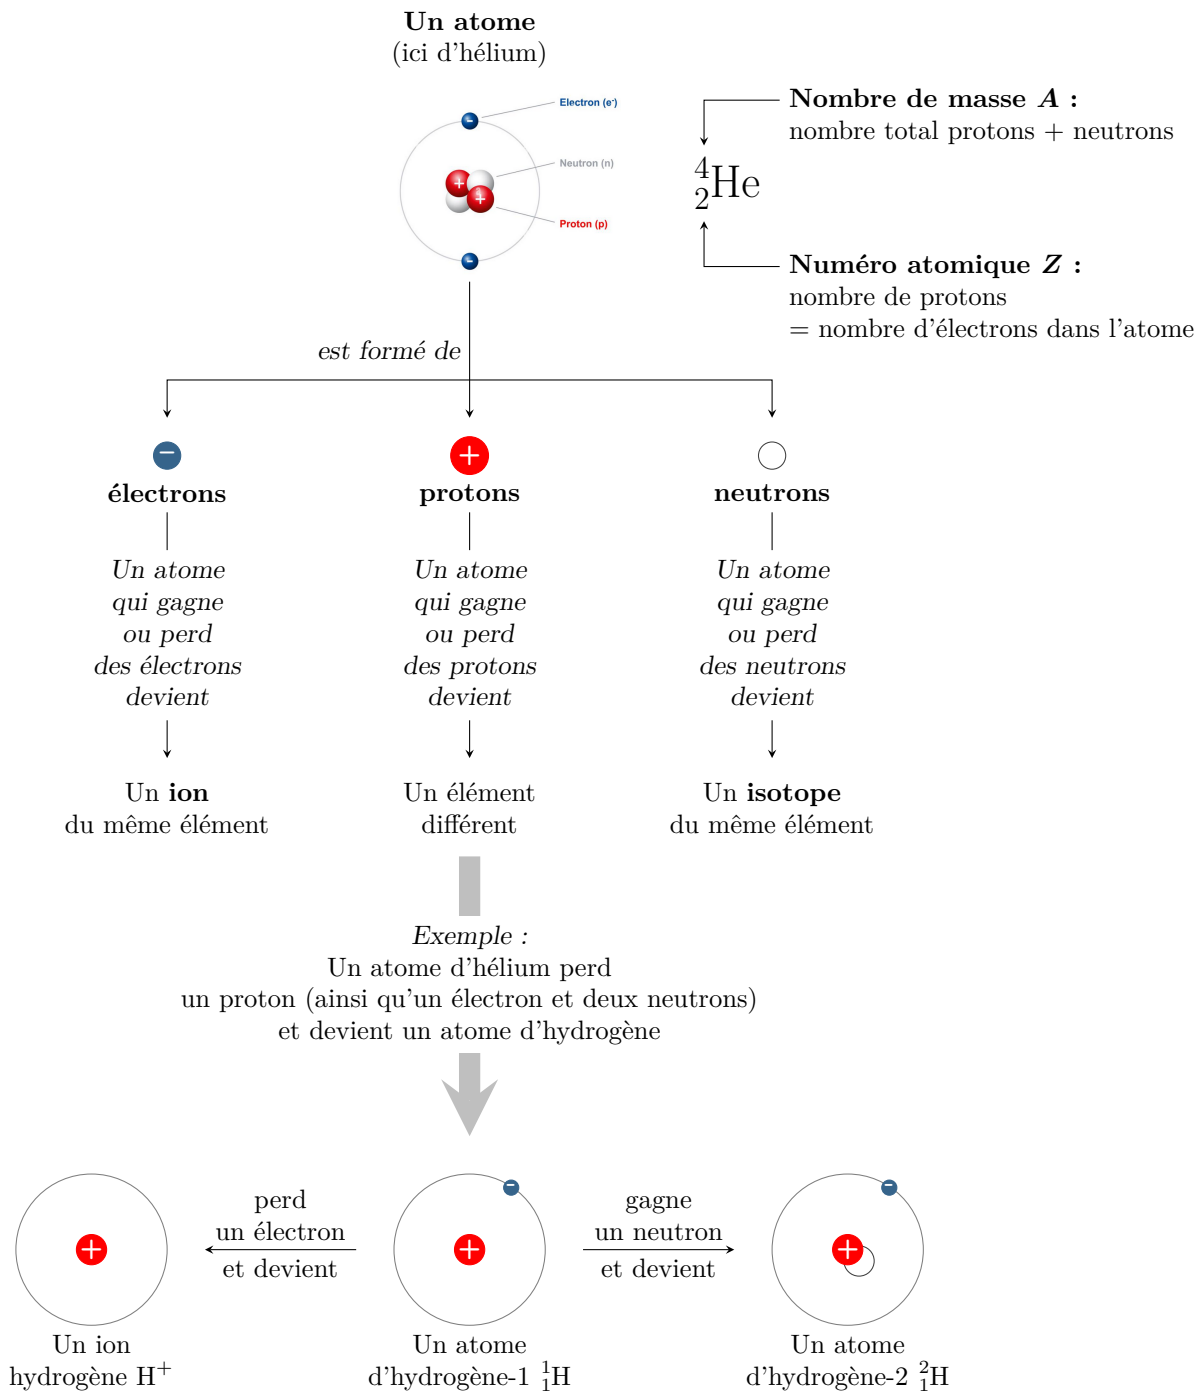 Un atome
(ici d'hélium)
Electron (e-)
Neutron (n)
Proton (p)
Nombre de masse A :
nombre total protons + neutrons
4
2He
Numéro atomique Z :
nombre de protons
= nombre d'électrons dans l'atome
est formé de
−
+
électrons
protons
neutrons
Un atome
qui gagne
ou perd
des électrons
devient
Un atome
qui gagne
ou perd
des protons
devient
Un atome
qui gagne
ou perd
des neutrons
devient
Un ion
du même élément
Un élément
différent
Un isotope
du même élément
Exemple :
Un atome d'hélium perd
un proton (ainsi qu'un électron et deux neutrons)
et devient un atome d'hydrogène
perd
un électron
et devient
gagne
un neutron
et devient
Un ion
hydrogène H+
Un atome
d'hydrogène-1 ¹₁H
Un atome
d'hydrogène-2 ²₁H